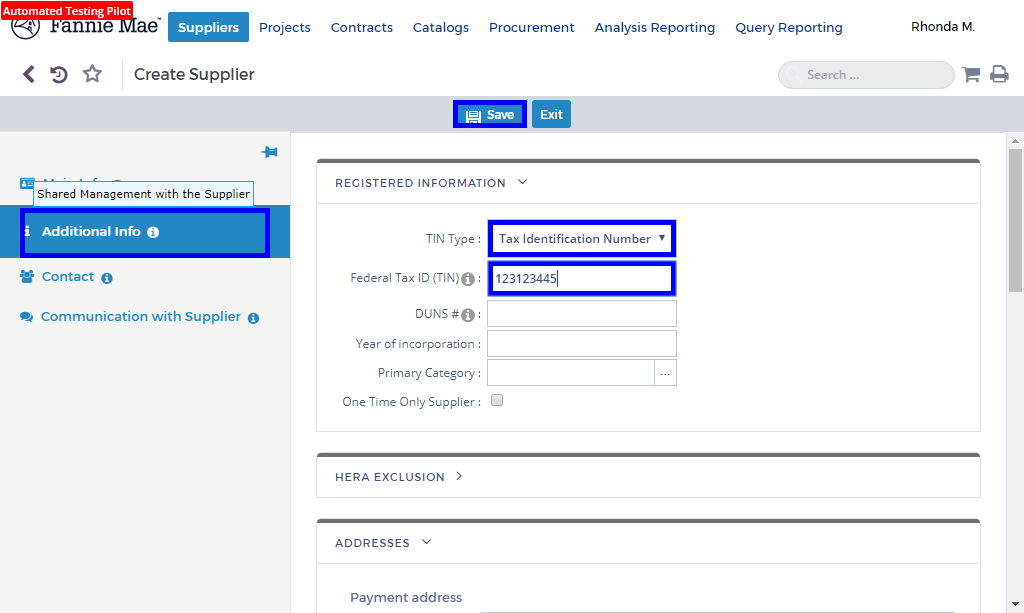 Automated Testing Pilot
Fannie Mae
Suppliers Projects Contracts Catalogs Procurement Analysis Reporting Query Reporting Rhonda M.
Create Supplier Search ...
Save Exit
Shared Management with the Supplier
Additional Info
Contact
Communication with Supplier
REGISTERED INFORMATION
TIN Type : Tax Identification Number
Federal Tax ID (TIN) : 123123445
DUNS # :
Year of incorporation :
Primary Category : ...
One Time Only Supplier :
HERA EXCLUSION
ADDRESSES
Payment address